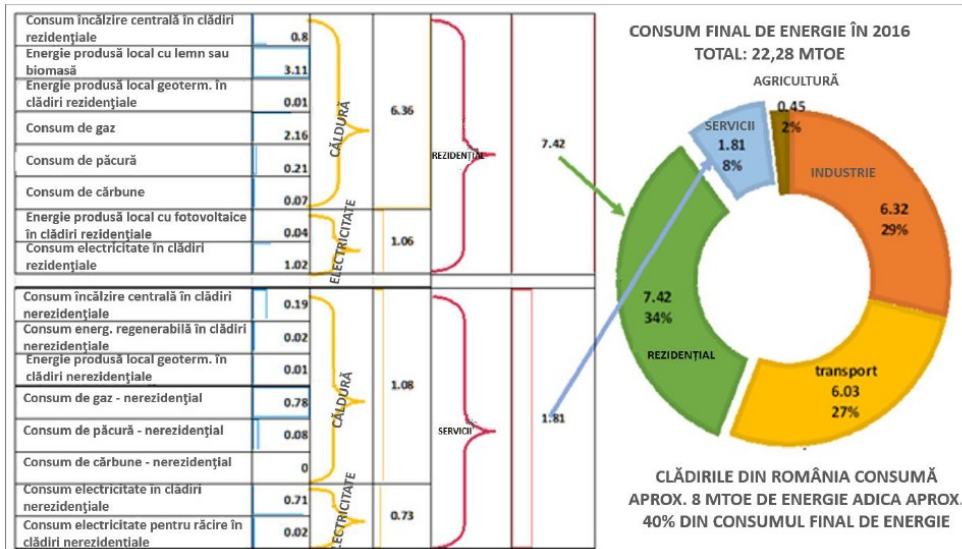 Consum încălzire centrală în clădiri
rezidențiale
0.8
Energie produsă local cu lemn sau
biomasă
3.11
Energie produsă local geoterm. în
clădiri rezidențiale
0.01
Consum de gaz
2.16
Consum de păcură
0.21
Consum de cărbune
0.07
CĂLDURĂ
6.36
Energie produsă local cu fotovoltaice
în clădiri rezidențiale
0.04
Consum electricitate în clădiri
rezidențiale
1.02
ELECTRICITATE
1.06
REZIDENȚIAL
7.42
Consum încălzire centrală în clădiri
nerezidențiale
0.19
Consum energ. regenerabilă în clădiri
nerezidențiale
0.02
Energie produsă local geoterm. în
clădiri nerezidențiale
0.01
Consum de gaz - nerezidențial
0.78
Consum de păcură - nerezidențial
0.08
Consum de cărbune - nerezidențial
0
CĂLDURĂ
1.08
Consum electricitate în clădiri
nerezidențiale
0.71
Consum electricitate pentru răcire în
clădiri nerezidențiale
0.02
ELECTRICITATE
0.73
SERVICII
1.81
CONSUM FINAL DE ENERGIE ÎN 2016
TOTAL: 22,28 MTOE
AGRICULTURĂ
0.45
2%
SERVICII
1.81
8%
INDUSTRIE
6.32
29%
7.42
34%
REZIDENȚIAL
transport
6.03
27%
CLĂDIRILE DIN ROMÂNIA CONSUMĂ
APROX. 8 MTOE DE ENERGIE ADICA APROX.
40% DIN CONSUMUL FINAL DE ENERGIE